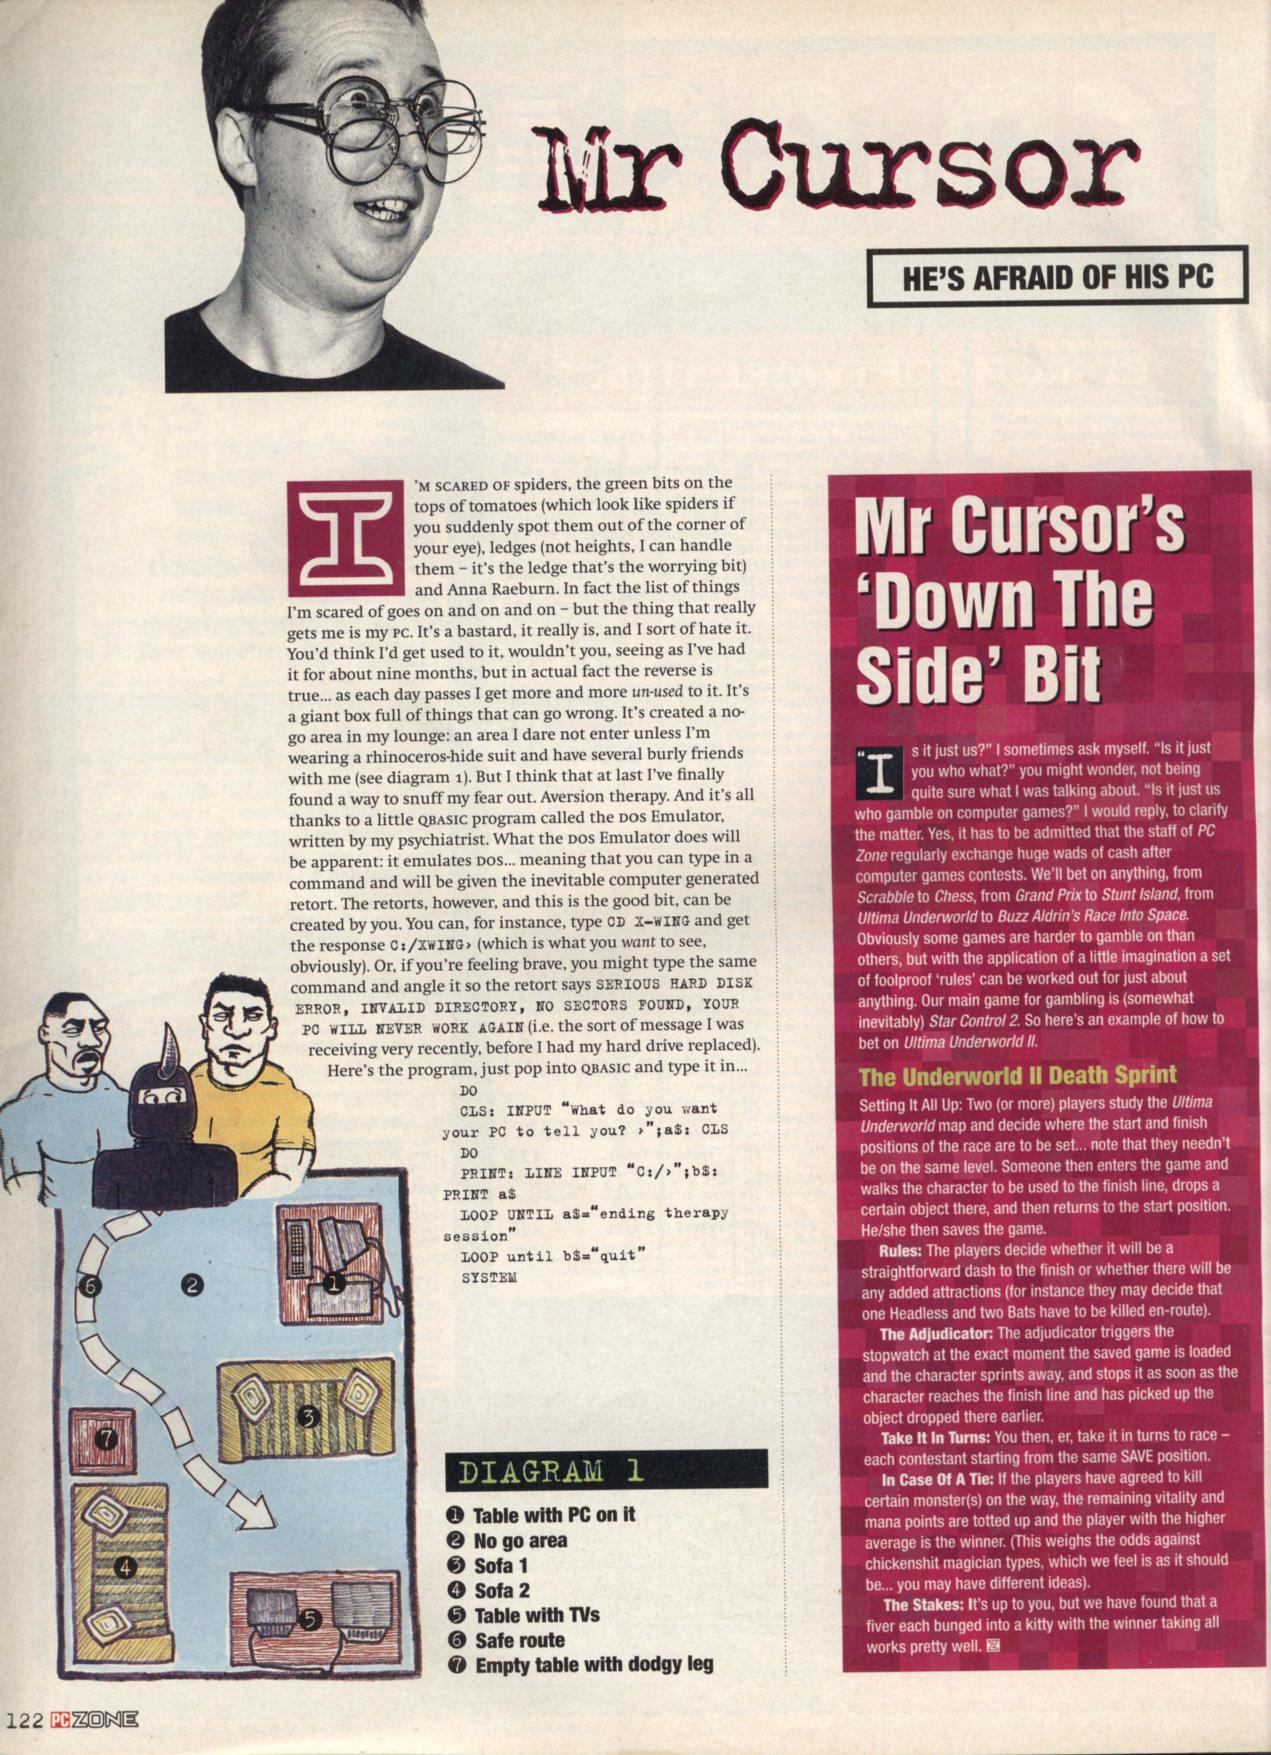 Mr Cursor
HE'S AFRAID OF HIS PC
I'M SCARED OF spiders, the green bits on the
tops of tomatoes (which look like spiders if
you suddenly spot them out of the corner of
your eye), ledges (not heights, I can handle
them – it's the ledge that's the worrying bit)
and Anna Raeburn. In fact the list of things
I'm scared of goes on and on and on – but the thing that really
gets me is my PC. It's a bastard, it really is, and I sort of hate it.
You'd think I'd get used to it, wouldn't you, seeing as I've had
it for about nine months, but in actual fact the reverse is
true... as each day passes I get more and more un-used to it. It's
a giant box full of things that can go wrong. It's created a no-
go area in my lounge: an area I dare not enter unless I'm
wearing a rhinoceros-hide suit and have several burly friends
with me (see diagram 1). But I think that at last I've finally
found a way to snuff my fear out. Aversion therapy. And it's all
thanks to a little QBASIC program called the DOS Emulator,
written by my psychiatrist. What the DOS Emulator does will
be apparent: it emulates DOS... meaning that you can type in a
command and will be given the inevitable computer generated
retort. The retorts, however, and this is the good bit, can be
created by you. You can, for instance, type CD X-WING and get
the response C:/XWING› (which is what you want to see,
obviously). Or, if you're feeling brave, you might type the same
command and angle it so the retort says SERIOUS HARD DISK
ERROR, INVALID DIRECTORY, NO SECTORS FOUND, YOUR
PC WILL NEVER WORK AGAIN (i.e. the sort of message I was
receiving very recently, before I had my hard drive replaced).
Here's the program, just pop into QBASIC and type it in...
DO
CLS: INPUT "What do you want
your PC to tell you? ›";a$: CLS
DO
PRINT: LINE INPUT "C:/›";b$:
PRINT a$
LOOP UNTIL a$="ending therapy
session"
LOOP until b$="quit"
SYSTEM
6
2
1
3
7
4
5
DIAGRAM 1
1 Table with PC on it
2 No go area
3 Sofa 1
4 Sofa 2
5 Table with TVs
6 Safe route
7 Empty table with dodgy leg
Mr Cursor's
'Down The
Side' Bit
"Is it just us?" I sometimes ask myself. "Is it just
you who what?" you might wonder, not being
quite sure what I was talking about. "Is it just us
who gamble on computer games?" I would reply, to clarify
the matter. Yes, it has to be admitted that the staff of PC
Zone regularly exchange huge wads of cash after
computer games contests. We'll bet on anything, from
Scrabble to Chess, from Grand Prix to Stunt Island, from
Ultima Underworld to Buzz Aldrin's Race Into Space.
Obviously some games are harder to gamble on than
others, but with the application of a little imagination a set
of foolproof 'rules' can be worked out for just about
anything. Our main game for gambling is (somewhat
inevitably) Star Control 2. So here's an example of how to
bet on Ultima Underworld II.
The Underworld II Death Sprint
Setting It All Up: Two (or more) players study the Ultima
Underworld map and decide where the start and finish
positions of the race are to be set... note that they needn't
be on the same level. Someone then enters the game and
walks the character to be used to the finish line, drops a
certain object there, and then returns to the start position.
He/she then saves the game.
Rules: The players decide whether it will be a
straightforward dash to the finish or whether there will be
any added attractions (for instance they may decide that
one Headless and two Bats have to be killed en-route).
The Adjudicator: The adjudicator triggers the
stopwatch at the exact moment the saved game is loaded
and the character sprints away, and stops it as soon as the
character reaches the finish line and has picked up the
object dropped there earlier.
Take It In Turns: You then, er, take it in turns to race –
each contestant starting from the same SAVE position.
In Case Of A Tie: If the players have agreed to kill
certain monster(s) on the way, the remaining vitality and
mana points are totted up and the player with the higher
average is the winner. (This weighs the odds against
chickenshit magician types, which we feel is as it should
be... you may have different ideas).
The Stakes: It's up to you, but we have found that a
fiver each bunged into a kitty with the winner taking all
works pretty well. Z
122 PC ZONE